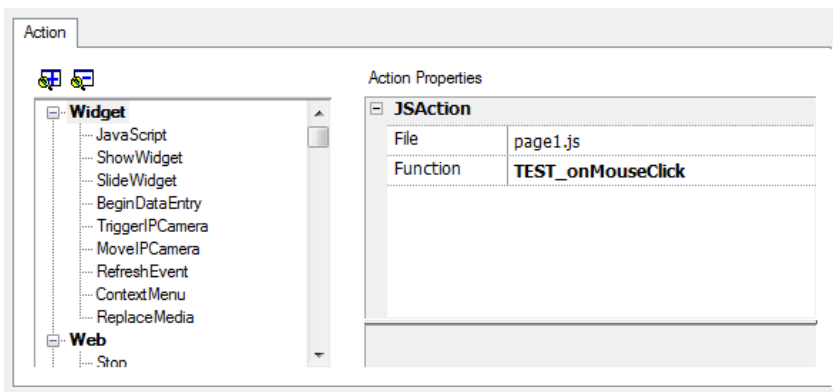 Action
Action Properties
Widget
JavaScript
ShowWidget
SlideWidget
BeginDataEntry
TriggerIPCamera
MoveIPCamera
RefreshEvent
ContextMenu
ReplaceMedia
Web
Stop
JSAction
File page1.js
Function TEST_onMouseClick